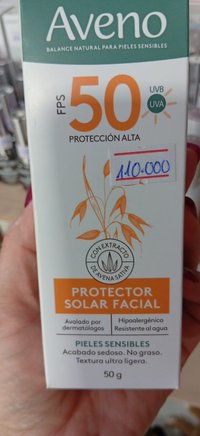 Aveno
BALANCE NATURAL PARA PIELES SENSIBLES
FPS 50 UVB
UVA
PROTECCIÓN ALTA
110.000
CON EXTRACTO
DE AVENA SATIVA
PROTECTOR
SOLAR FACIAL
Avalado por
dermatólogos
Hipoalergénico
Resistente al agua
PIELES SENSIBLES
Acabado sedoso. No graso.
Textura ultra ligera.
50 g